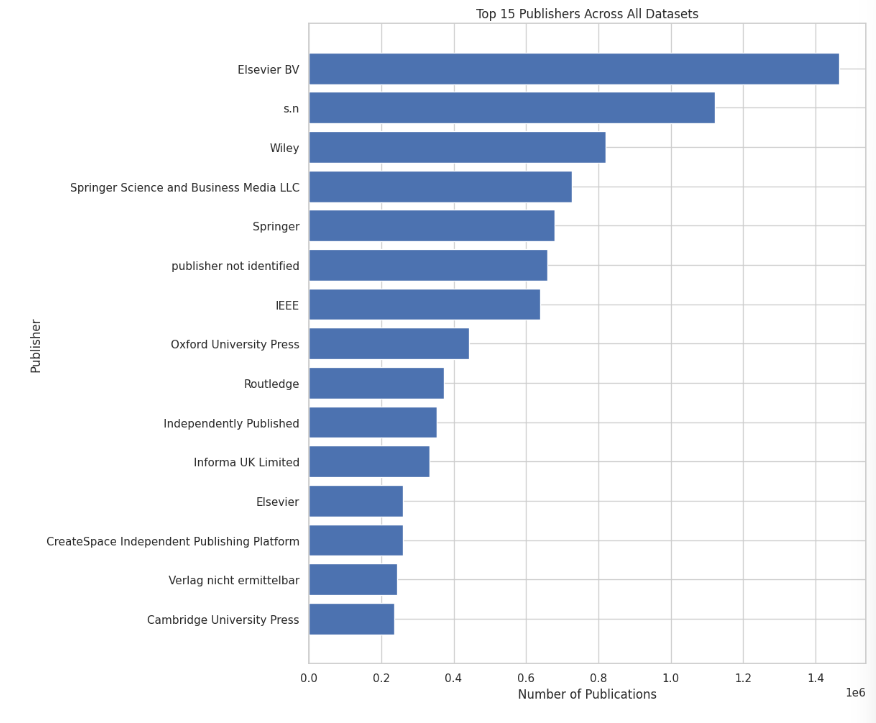 Top 15 Publishers Across All Datasets
Publisher
Elsevier BV
s.n
Wiley
Springer Science and Business Media LLC
Springer
publisher not identified
IEEE
Oxford University Press
Routledge
Independently Published
Informa UK Limited
Elsevier
CreateSpace Independent Publishing Platform
Verlag nicht ermittelbar
Cambridge University Press
0.0 0.2 0.4 0.6 0.8 1.0 1.2 1.4
1e6
Number of Publications